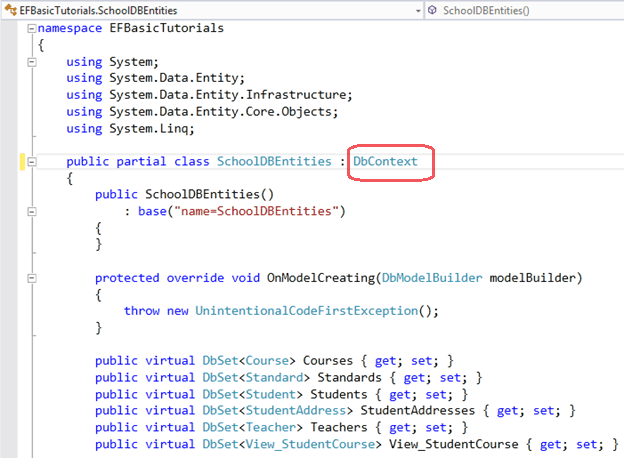 EFBasicTutorials.SchoolDBEntities SchoolDBEntities()
namespace EFBasicTutorials
{
using System;
using System.Data.Entity;
using System.Data.Entity.Infrastructure;
using System.Data.Entity.Core.Objects;
using System.Linq;
public partial class SchoolDBEntities : DbContext
{
public SchoolDBEntities()
: base("name=SchoolDBEntities")
{
}
protected override void OnModelCreating(DbModelBuilder modelBuilder)
{
throw new UnintentionalCodeFirstException();
}
public virtual DbSet<Course> Courses { get; set; }
public virtual DbSet<Standard> Standards { get; set; }
public virtual DbSet<Student> Students { get; set; }
public virtual DbSet<StudentAddress> StudentAddresses { get; set; }
public virtual DbSet<Teacher> Teachers { get; set; }
public virtual DbSet<View_StudentCourse> View_StudentCourse { get; set; }